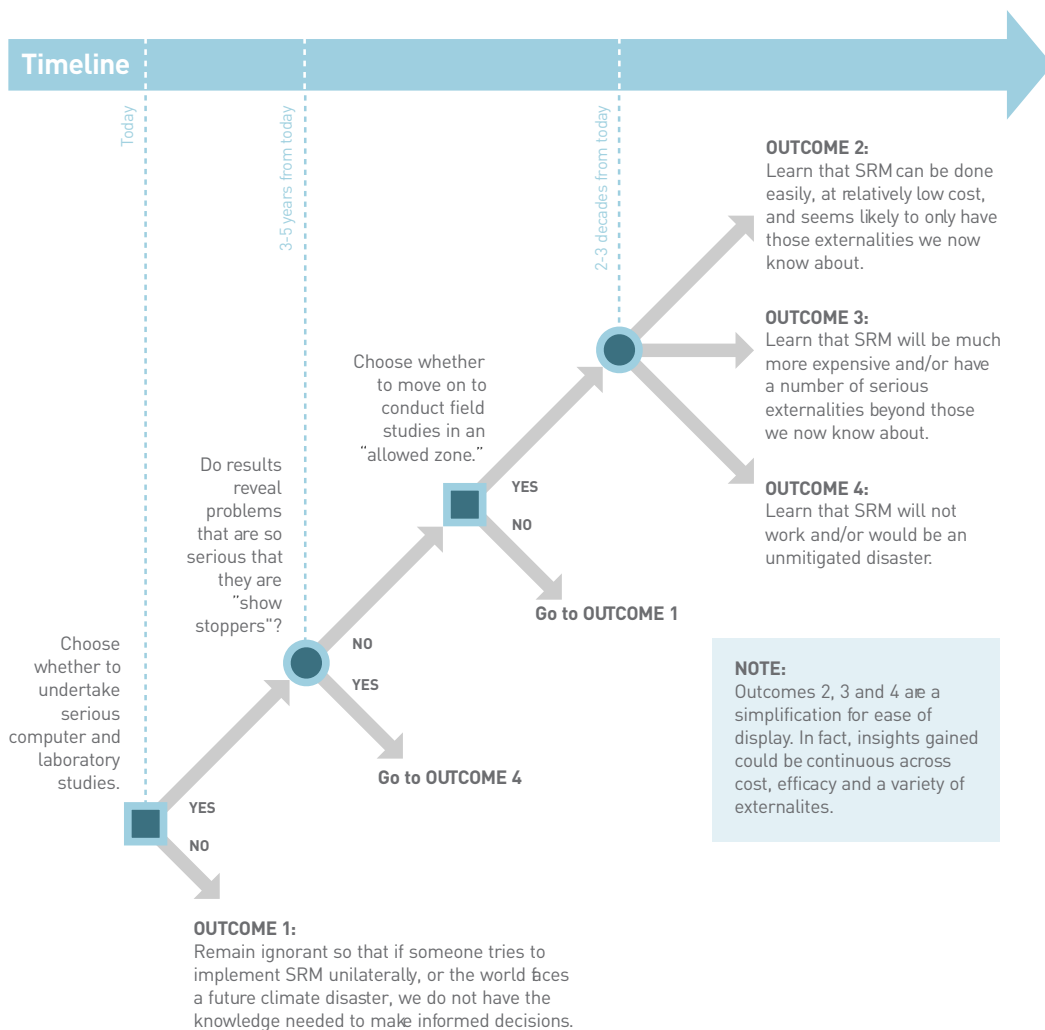 Timeline
Today
3-5 years from today
2-3 decades from today
OUTCOME 2:
Learn that SRM can be done
easily, at relatively low cost,
and seems likely to only have
those externalities we now
know about.
OUTCOME 3:
Learn that SRM will be much
more expensive and/or have
a number of serious
externalities beyond those
we now know about.
OUTCOME 4:
Learn that SRM will not
work and/or would be an
unmitigated disaster.
Choose whether
to move on to
conduct field
studies in an
"allowed zone."
YES
NO
Go to OUTCOME 1
Do results
reveal
problems
that are so
serious that
they are
"show
stoppers"?
NO
YES
Go to OUTCOME 4
Choose
whether to
undertake
serious
computer and
laboratory
studies.
YES
NO
OUTCOME 1:
Remain ignorant so that if someone tries to
implement SRM unilaterally, or the world faces
a future climate disaster, we do not have the
knowledge needed to make informed decisions.
NOTE:
Outcomes 2, 3 and 4 are a
simplification for ease of
display. In fact, insights gained
could be continuous across
cost, efficacy and a variety of
externalites.